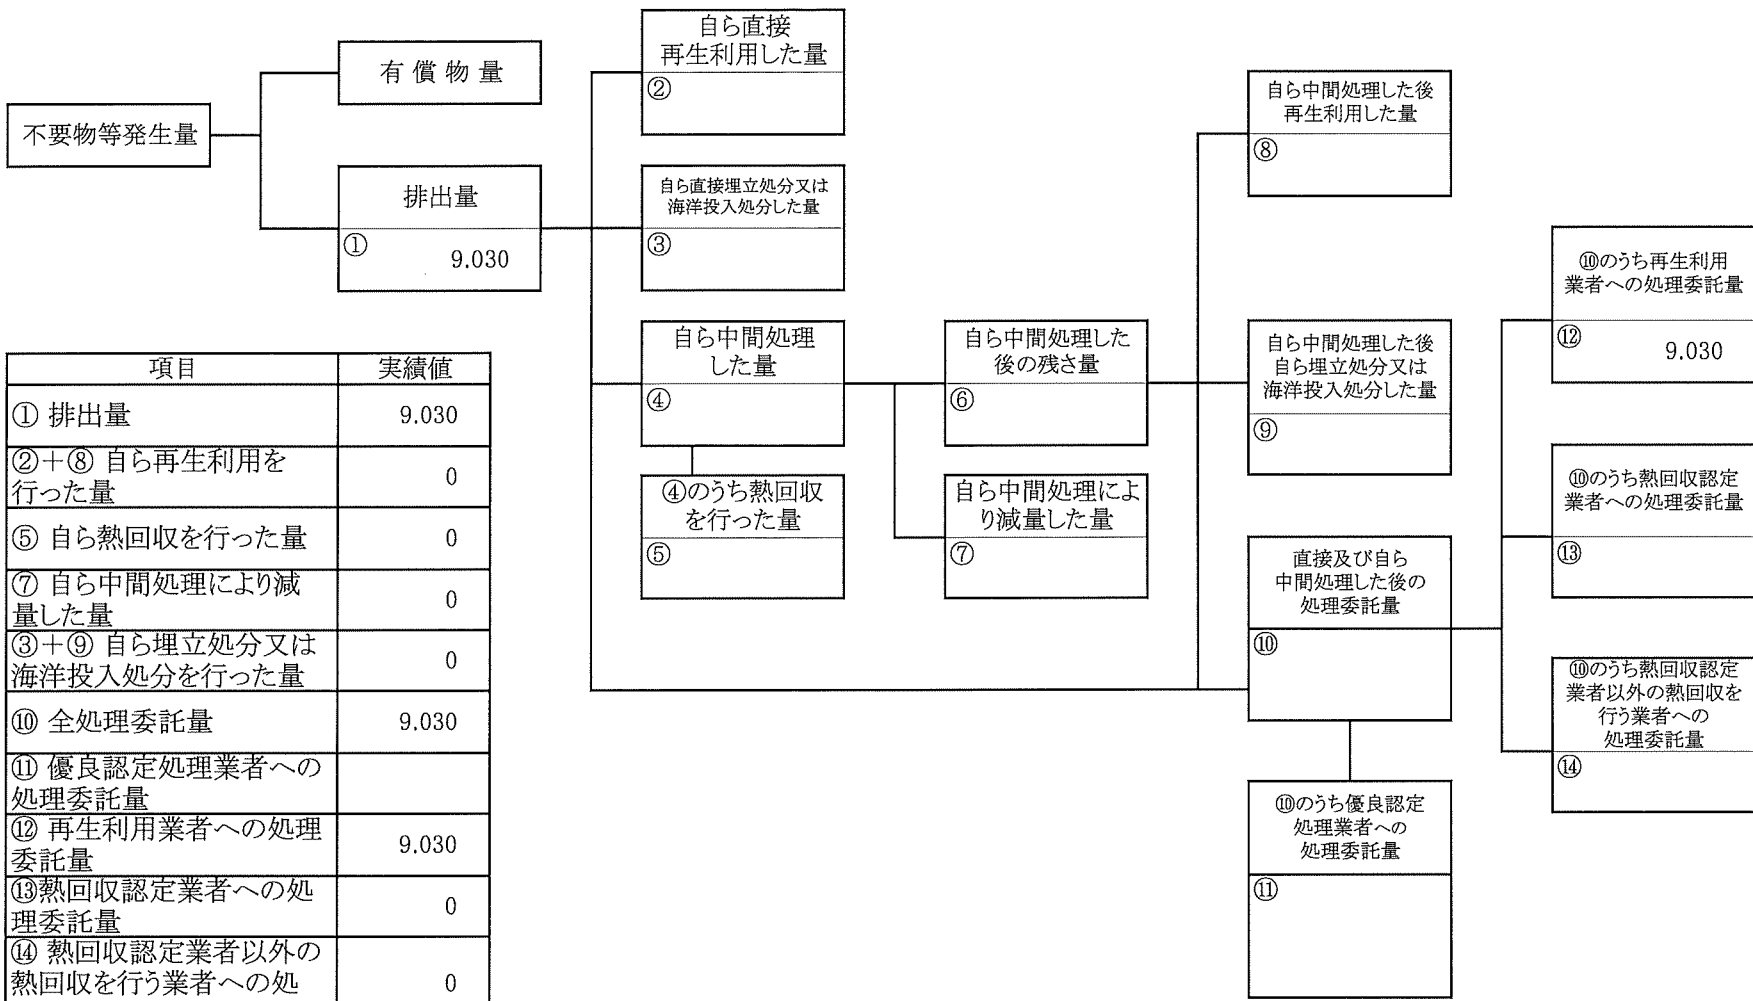 不要物等発生量
有償物量
排出量
①
9.030
自ら直接
再生利用した量
②
自ら直接埋立処分又は
海洋投入処分した量
③
自ら中間処理
した量
④
④のうち熱回収
を行った量
⑤
自ら中間処理した
後の残さ量
⑥
自ら中間処理によ
り減量した量
⑦
自ら中間処理した後
再生利用した量
⑧
自ら中間処理した後
自ら埋立処分又は
海洋投入処分した量
⑨
直接及び自ら
中間処理した後の
処理委託量
⑩
⑩のうち優良認定
処理業者への
処理委託量
⑪
⑩のうち再生利用
業者への処理委託量
⑫
9.030
⑩のうち熱回収認定
業者への処理委託量
⑬
⑩のうち熱回収認定
業者以外の熱回収を
行う業者への
処理委託量
⑭
項目 実績値
① 排出量 9.030
②＋⑧ 自ら再生利用を
行った量 0
⑤ 自ら熱回収を行った量 0
⑦ 自ら中間処理により減
量した量 0
③＋⑨ 自ら埋立処分又は
海洋投入処分を行った量 0
⑩ 全処理委託量 9.030
⑪ 優良認定処理業者への
処理委託量
⑫ 再生利用業者への処理
委託量 9.030
⑬熱回収認定業者への処
理委託量 0
⑭ 熱回収認定業者以外の
熱回収を行う業者への処 0